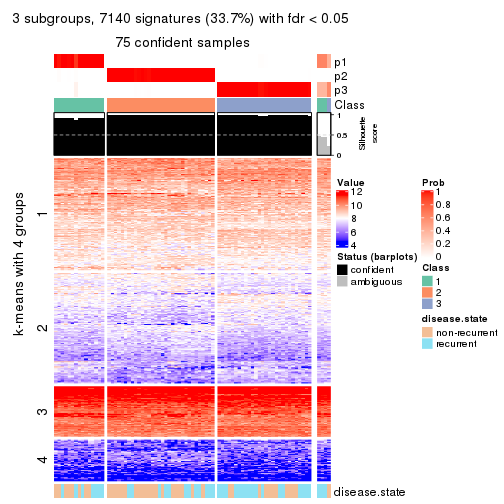 3 subgroups, 7140 signatures (33.7%) with fdr < 0.05
75 confident samples
p1
p2
p3
Class
1
0.5
0
Silhouette
score
k-means with 4 groups
1
2
3
4
disease.state
Value
12
10
8
6
4
Status (barplots)
confident
ambiguous
Prob
1
0.8
0.6
0.4
0.2
0
Class
1
2
3
disease.state
non-recurrent
recurrent